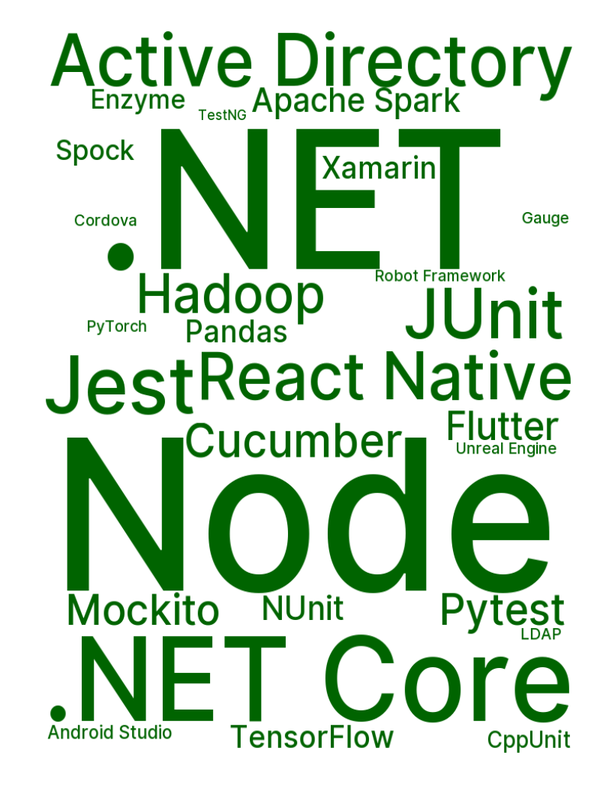 Active Directory
Enzyme
TestNG
Apache Spark
Spock
.NET
Xamarin
Cordova
Gauge
Robot Framework
Hadoop
JUnit
PyTorch
Pandas
Jest
React Native
Flutter
Cucumber
Unreal Engine
Node
Mockito
NUnit
Pytest
LDAP
.NET Core
Android Studio
TensorFlow
CppUnit